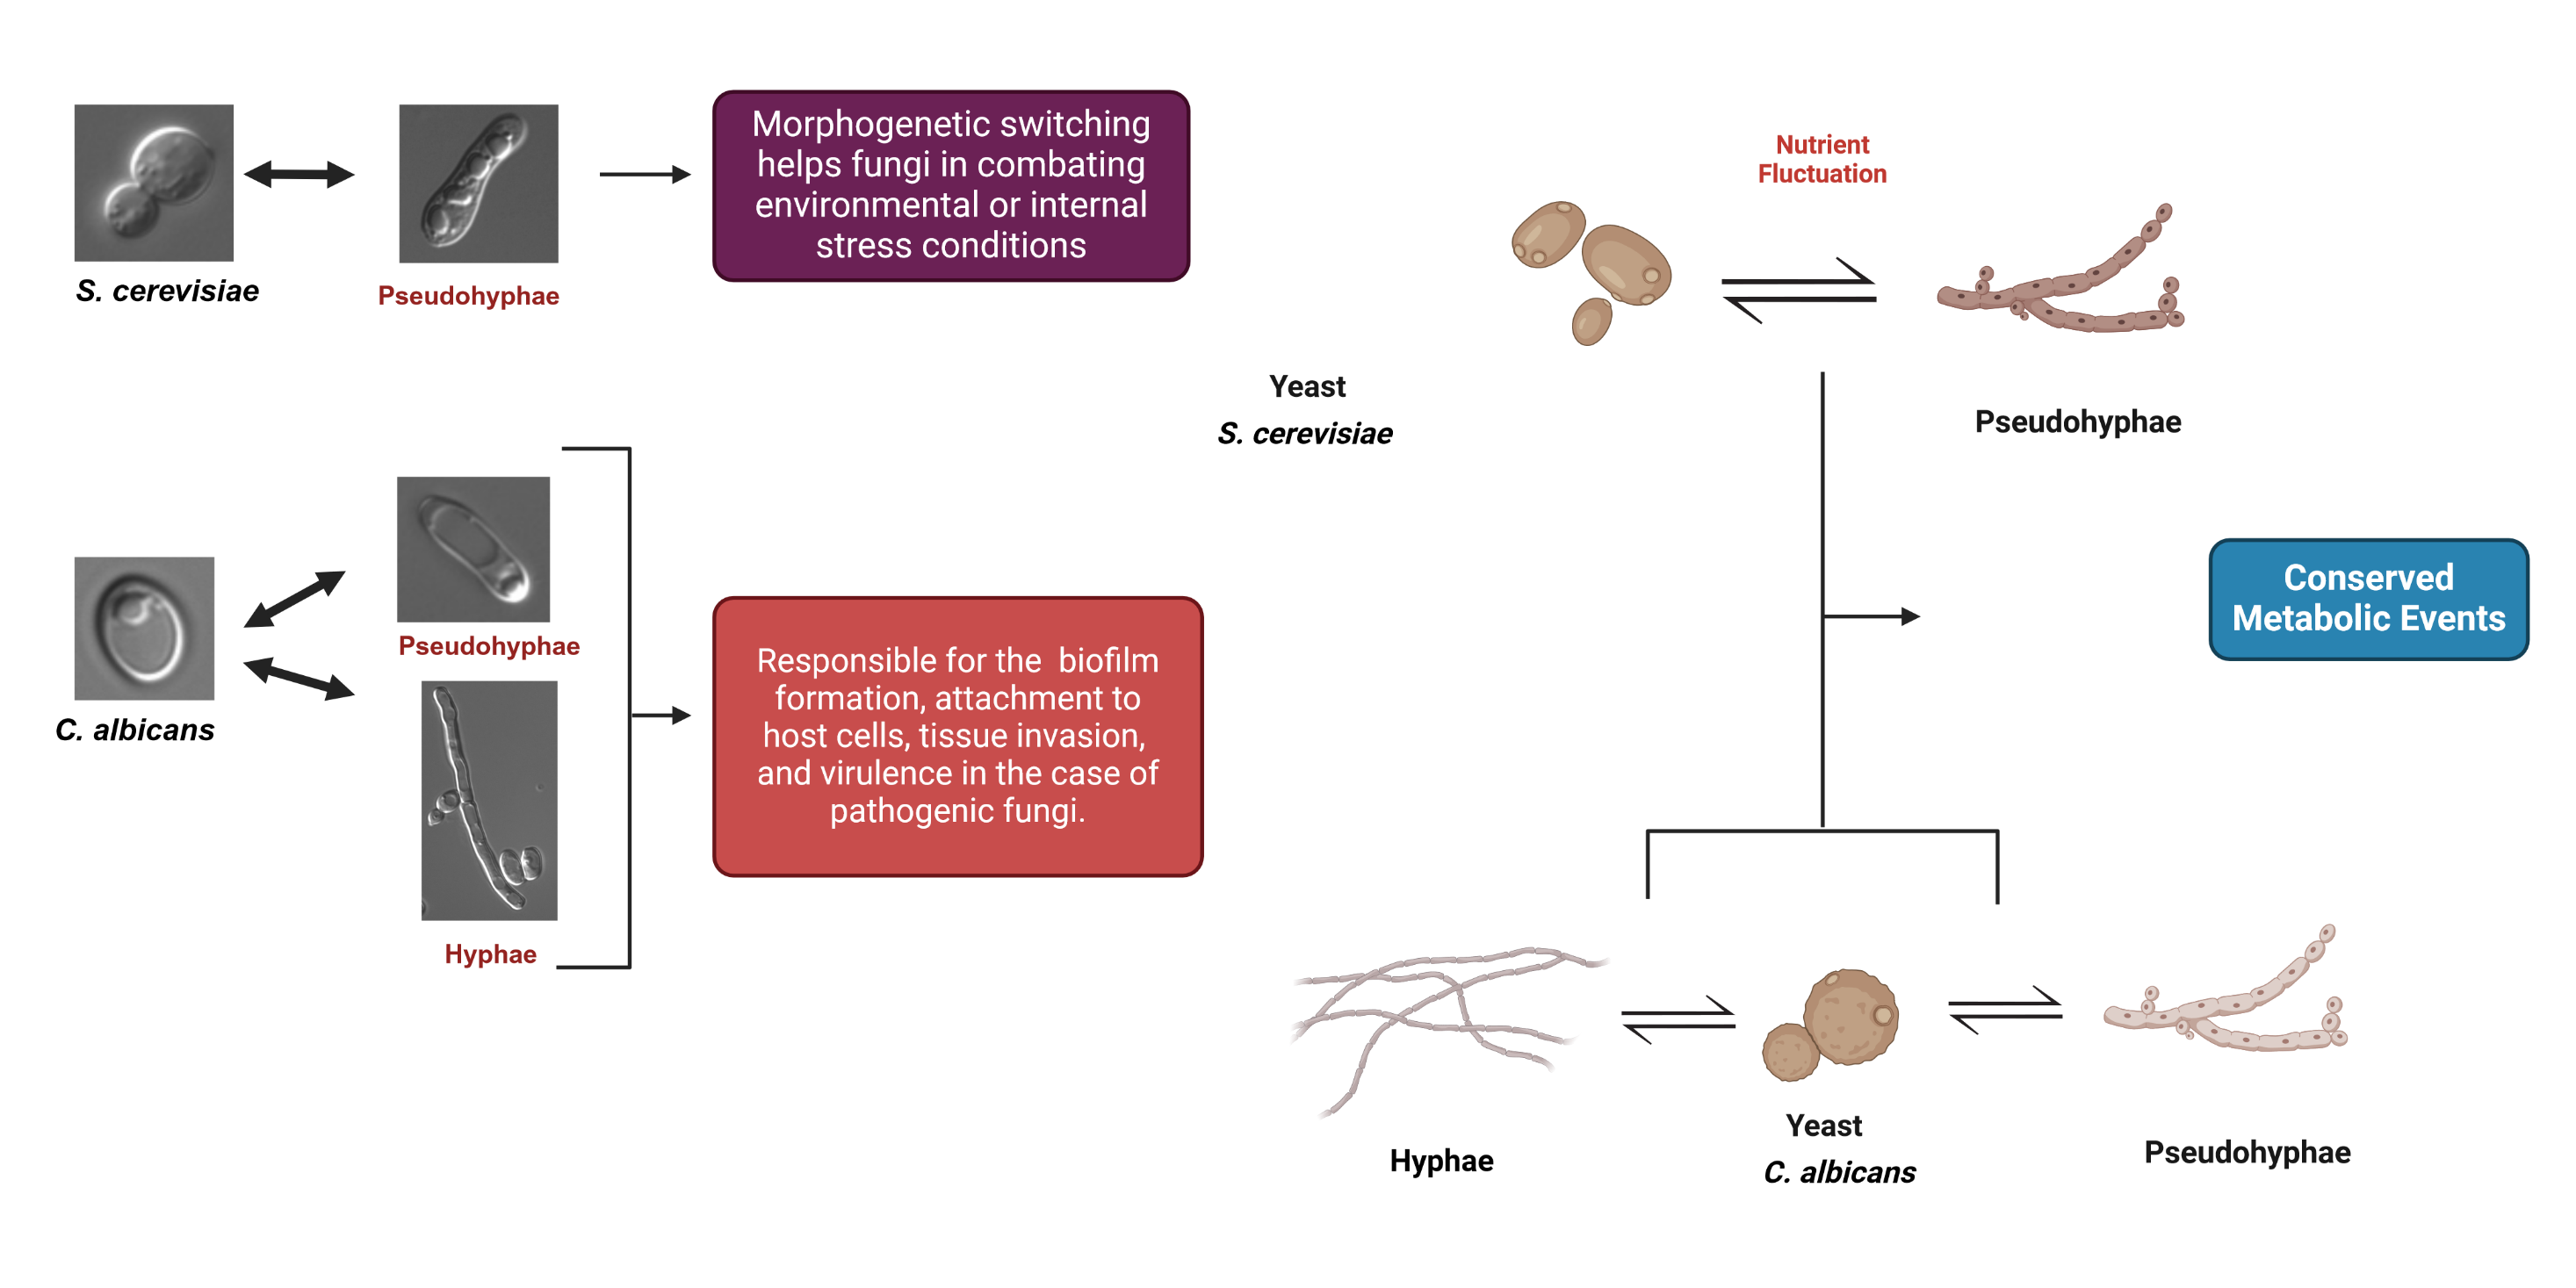 S. cerevisiae
Pseudohyphae
Morphogenetic switching
helps fungi in combating
environmental or internal
stress conditions
C. albicans
Pseudohyphae
Hyphae
Responsible for the  biofilm
formation, attachment to
host cells, tissue invasion,
and virulence in the case of
pathogenic fungi.
Nutrient
Fluctuation
Yeast
S. cerevisiae
Pseudohyphae
Conserved
Metabolic Events
Hyphae
Yeast
C. albicans
Pseudohyphae